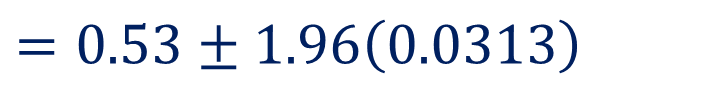 = 0.53 ± 1.96(0.0313)